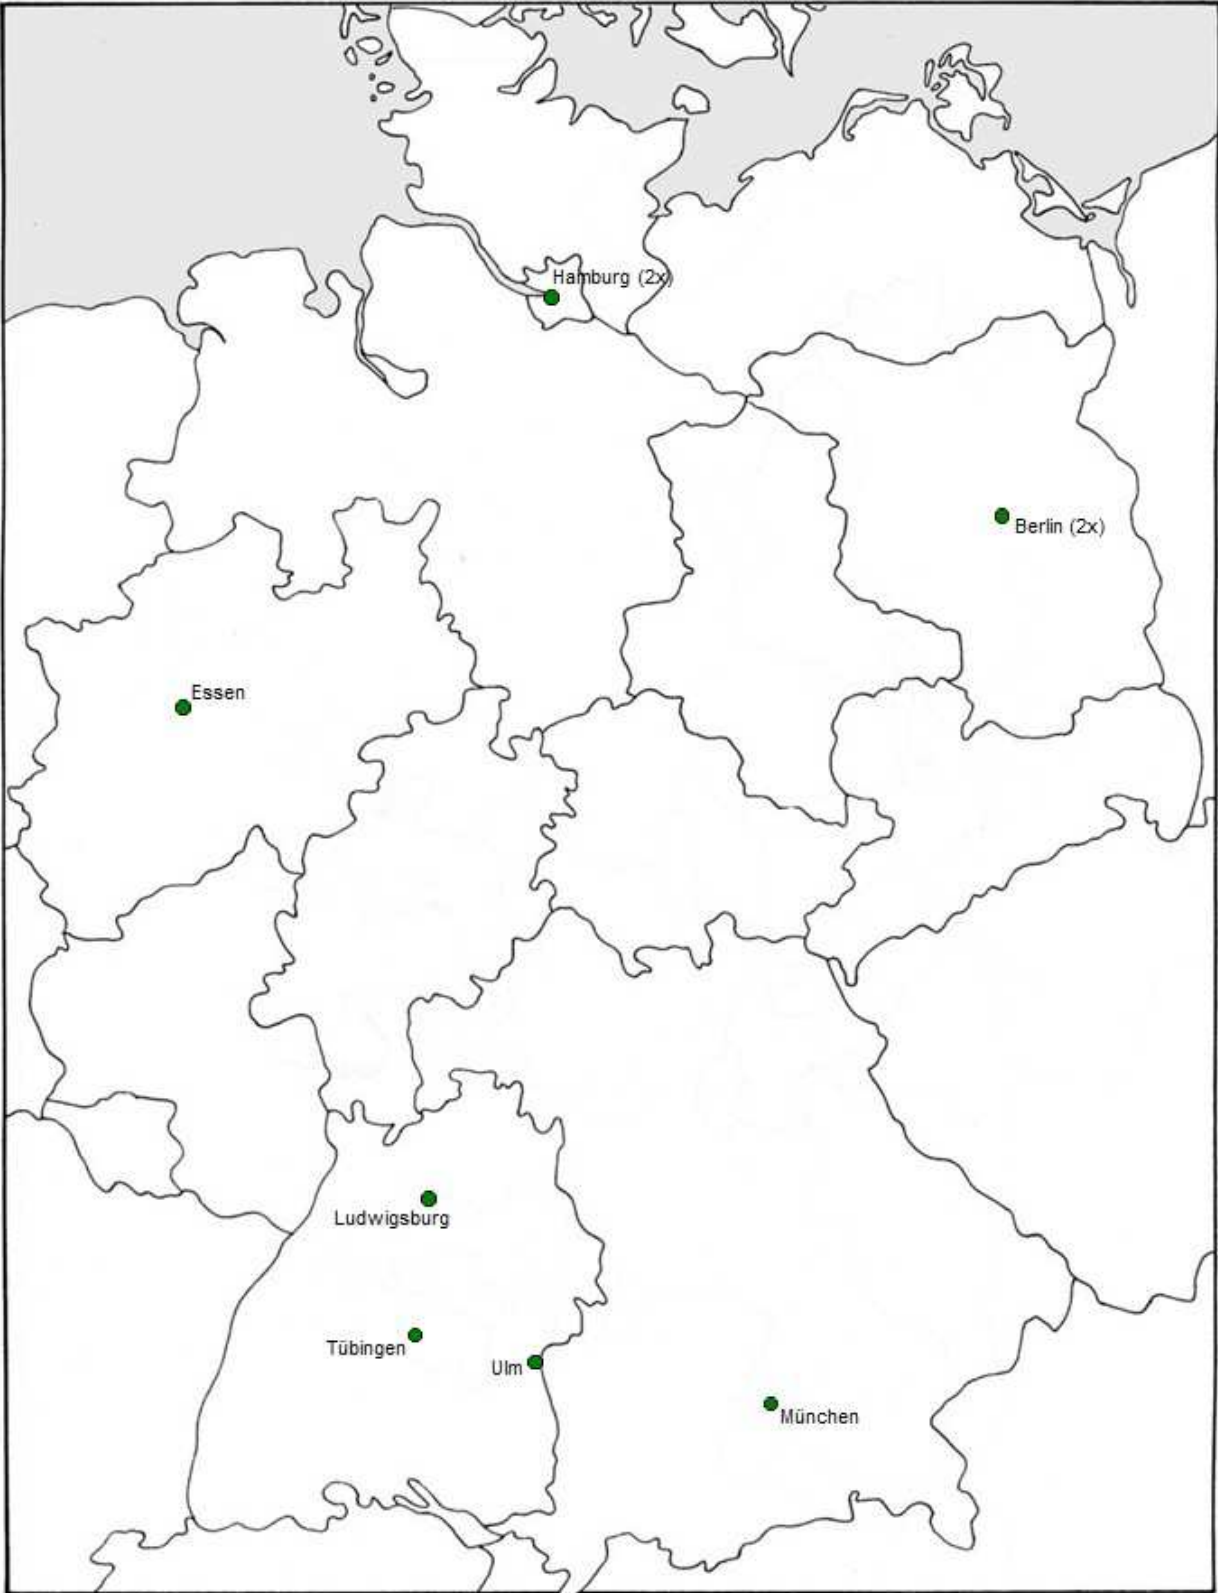 Hamburg (2x)
Berlin (2x)
Essen
Ludwigsburg
Tübingen
Ulm
München